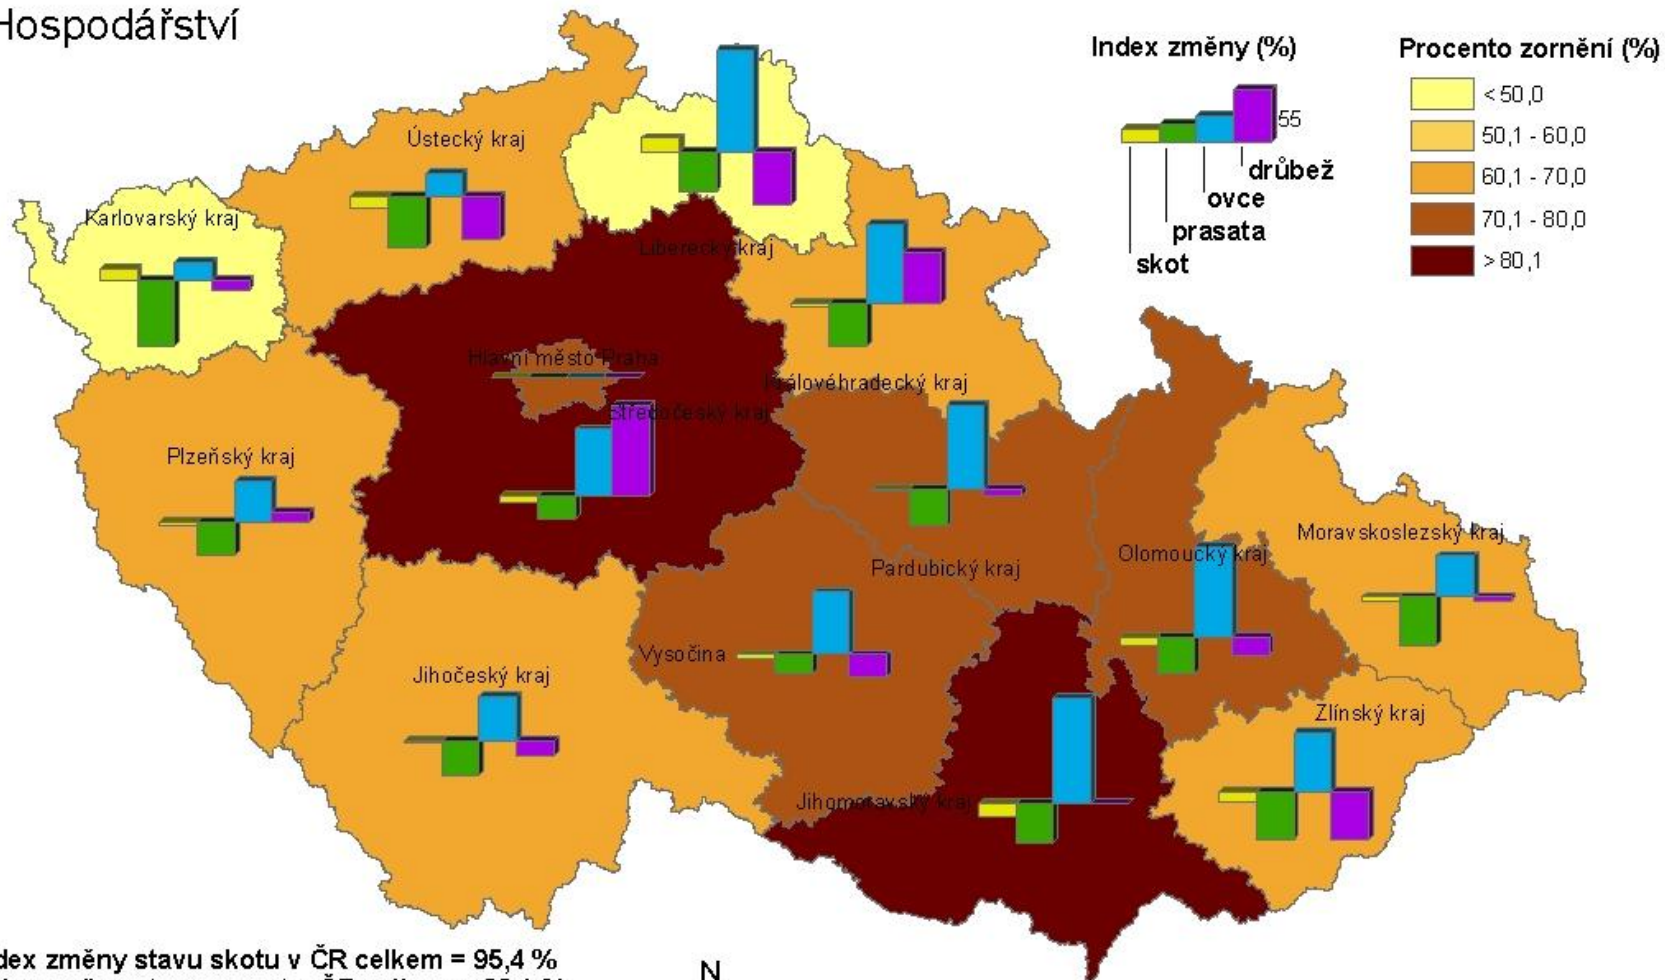 Hospodářství
Index změny (%)
55
drůbež
ovce
prasata
skot
Procento zornění (%)
< 50,0
50,1 - 60,0
60,1 - 70,0
70,1 - 80,0
> 80,1
Ústecký kraj
Karlovarský kraj
Liberecký kraj
Hlavní město Praha
Královéhradecký kraj
Středočeský kraj
Plzeňský kraj
Moravskoslezský kraj
Olomoucký kraj
Pardubický kraj
Vysočina
Jihočeský kraj
Zlínský kraj
Jihomoravský kraj
dex změny stavu skotu v ČR celkem = 95,4 %
N